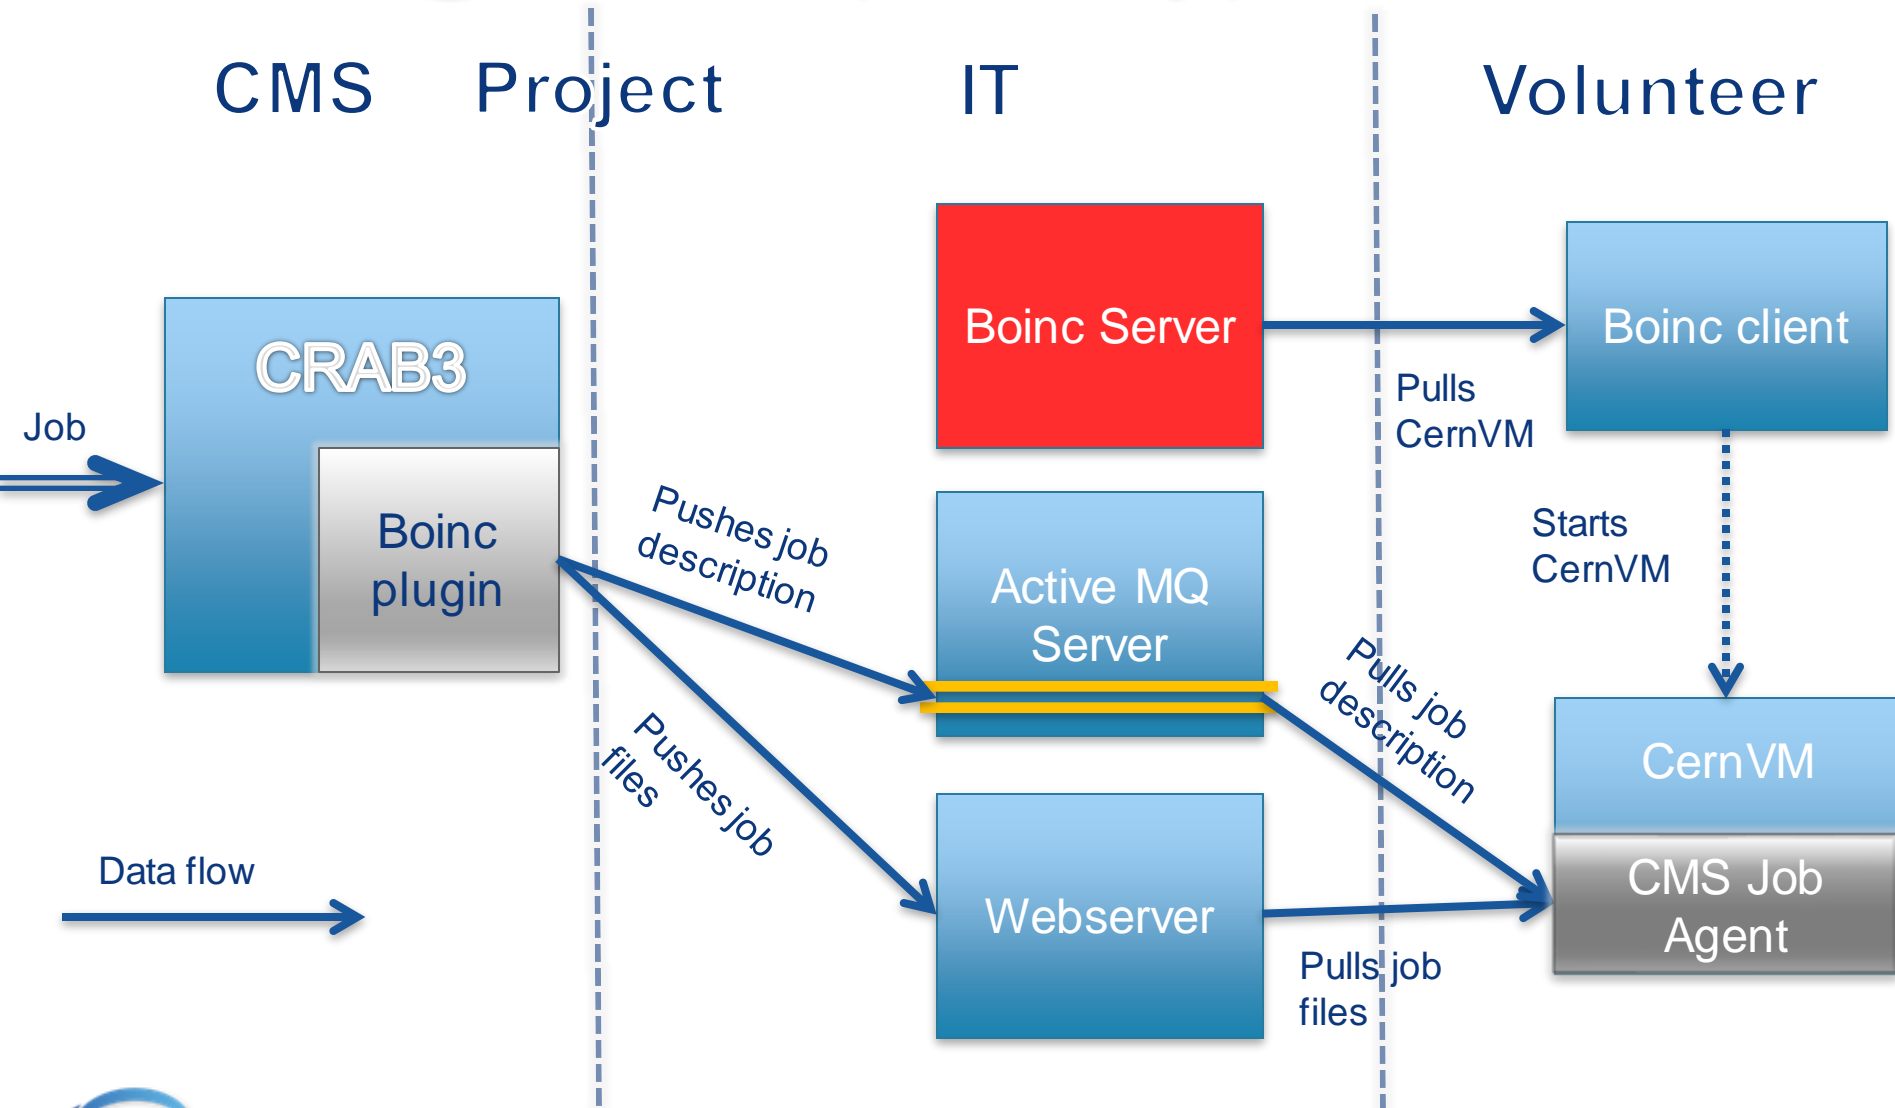 CMS Project
IT
Volunteer
Boinc Server
Boinc client
CRAB3
Job
Pulls
CernVM
Boinc
plugin
Pushes job
description
Active MQ
Server
Starts
CernVM
Pulls job
description
Pushes job
files
CernVM
Data flow
Webserver
CMS Job
Agent
Pulls job
files